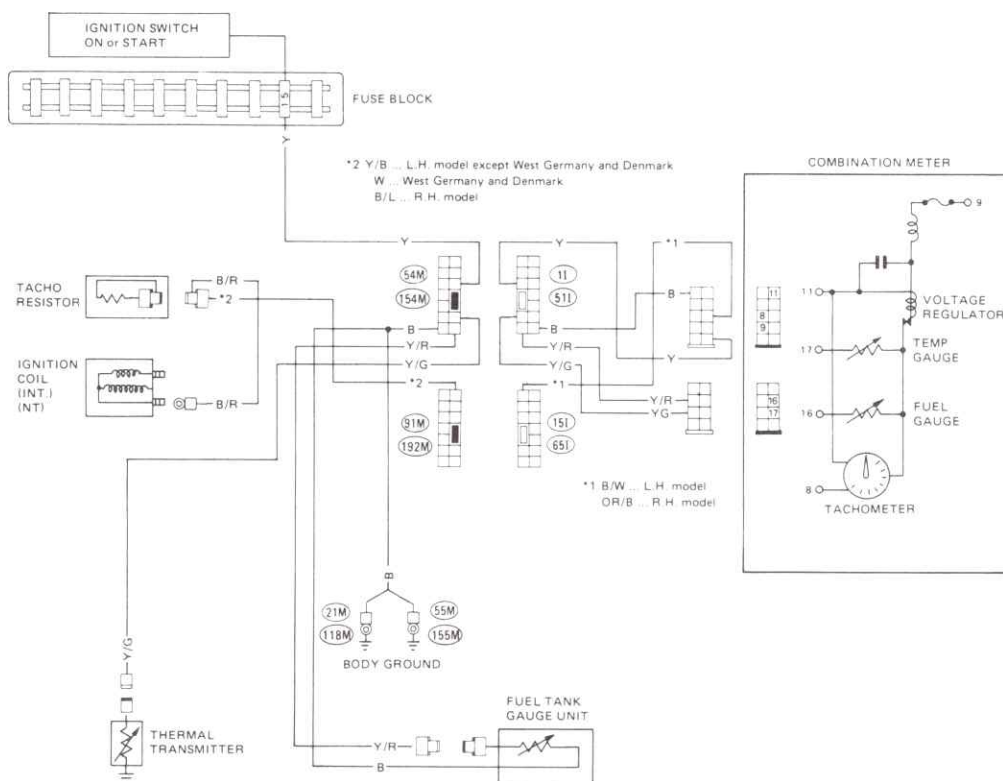 IGNITION SWITCH
ON or START
15
FUSE BLOCK
Y
*2 Y/B ... L.H. model except West Germany and Denmark
W ... West Germany and Denmark
B/L ... R.H. model
COMBINATION METER
9
Y
Y
*1
TACHO
RESISTOR
B/R
*2
54M
154M
1I
51I
B
11
8
9
11
VOLTAGE
REGULATOR
B
B
Y/R
Y/R
Y
17
TEMP
GAUGE
IGNITION
COIL
(INT.)
(NT)
B/R
Y/G
Y/G
*2
*1
Y/R
YG
16
17
16
FUEL
GAUGE
91M
192M
15I
65I
*1 B/W ... L.H. model
OR/B ... R.H. model
8
TACHOMETER
B
21M
55M
118M
155M
BODY GROUND
Y/G
FUEL TANK
GAUGE UNIT
THERMAL
TRANSMITTER
Y/R
B